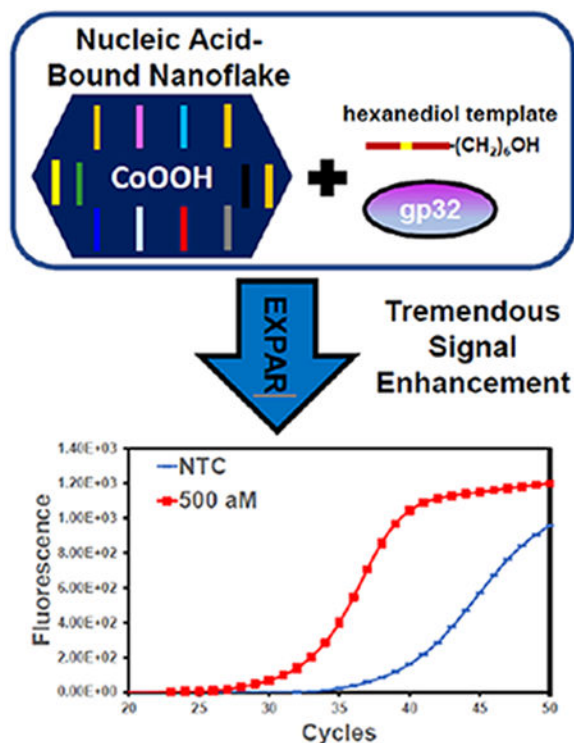 Nucleic Acid-
Bound Nanoflake
CoOOH
hexanediol template
(CH₂)₆OH
gp32
EXPAR
Tremendous
Signal
Enhancement
1.40E+03
1.20E+03
1.00E+03
8.00E+02
6.00E+02
4.00E+02
2.00E+02
0.00E+00
Fluorescence
NTC
500 aM
20 25 30 35 40 45 50
Cycles